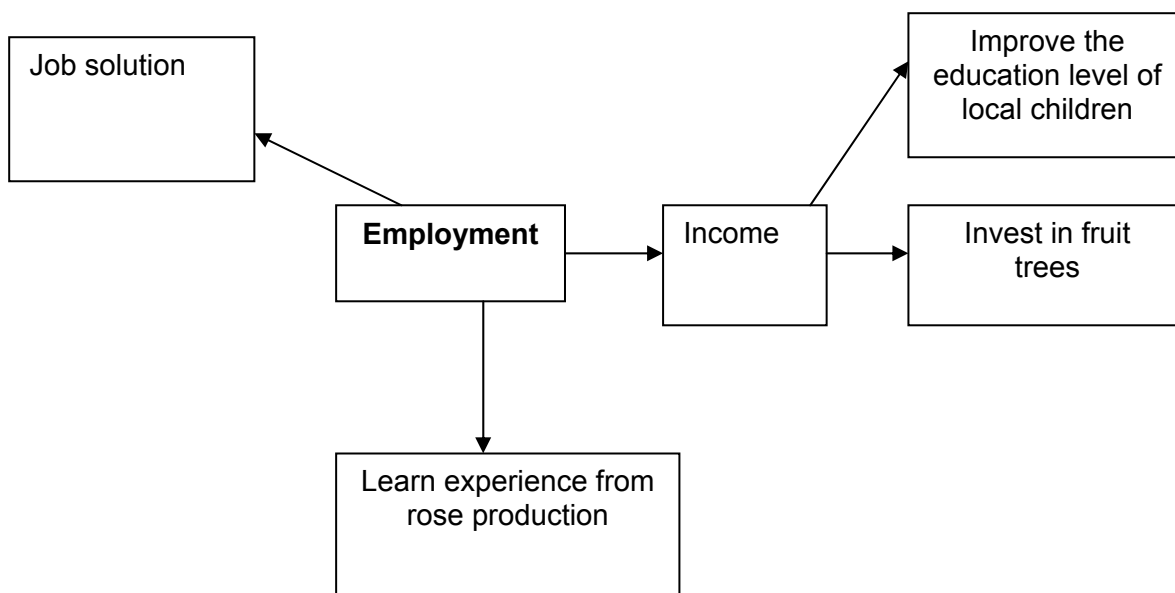 Job solution
Improve the
education level of
local children
Employment
Income
Invest in fruit
trees
Learn experience from
rose production